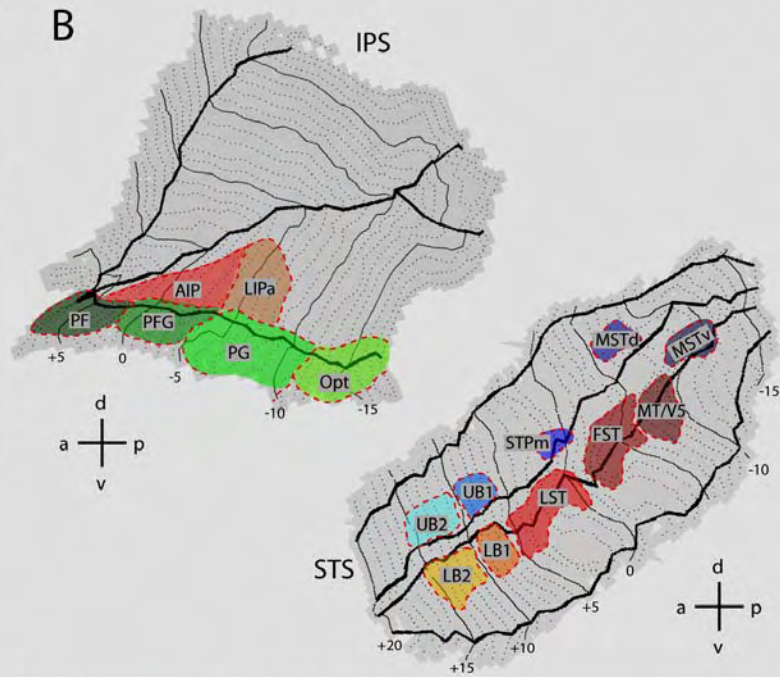 B
IPS
AIP
LIPa
PF
PFG
PG
Opt
+5
0
-5
-10
-15
d
a
p
v
MSTd
MSTv
MT/V5
FST
STPm
UB1
LST
UB2
LB1
LB2
STS
-15
-10
0
+5
+10
+15
+20
d
a
p
v